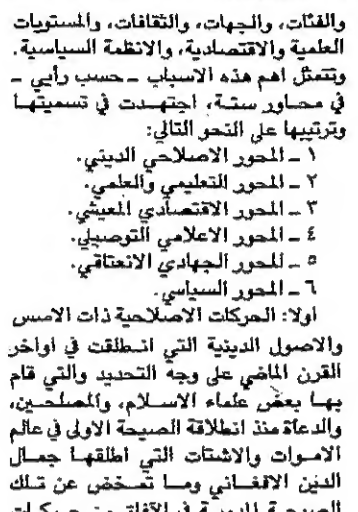 والفئات، والجهات، والثقافات، والمستويات
العلمية والاقتصادية، والانظمة السياسية.
وتتمثل اهم هذه الاسباب ـ حسب رأيي ـ
في محاور ستة، اجتهدت في تسميتها
وترتيبها على النحو التالي:
١ ـ المحور الاصلاحي الديني.
٢ ـ المحور التعليمي والعلمي.
٣ ـ المحور الاقتصادي المعيشي.
٤ ـ المحور الاعلامي التوصيلي.
٥ ـ المحور الجهادي الانعتاقي.
٦ ـ المحور السياسي.
اولا: الحركات الاصلاحية ذات الاسس
والاصول الدينية التي انطلقت في اواخر
القرن الماضي على وجه التحديد والتي قام
بها بعض علماء الاسلام، والمصلحين،
والدعاة منذ انطلاقة الصيحة الاولى في عالم
الاموات والاشتات التي اطلقها جمال
الدين الافغاني وما تمخض عن تلك